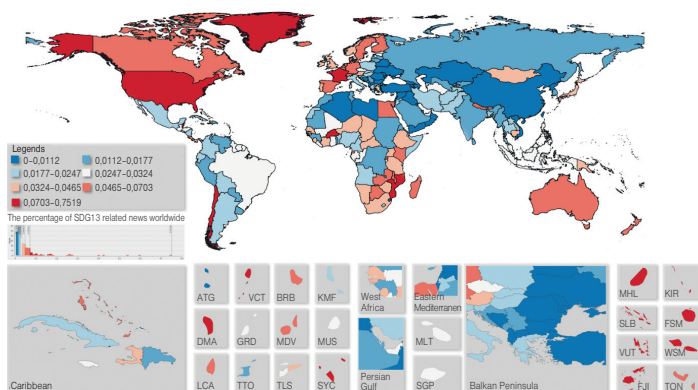 Legends
0–0,0112
0,0112–0,0177
0,0177–0,0247
0,0247–0,0324
0,0324–0,0465
0,0465–0,0703
0,0703–0,7519
The percentage of SDG13 related news worldwide
Caribbean
ATG
VCT
BRB
KMF
DMA
GRD
MDV
MUS
LCA
TTO
TLS
SYC
West
Africa
Eastern
Mediterranen
Persian
Gulf
MLT
SGP
Balkan Peninsula
MHL
KIR
SLB
FSM
VUT
WSM
FJI
TON